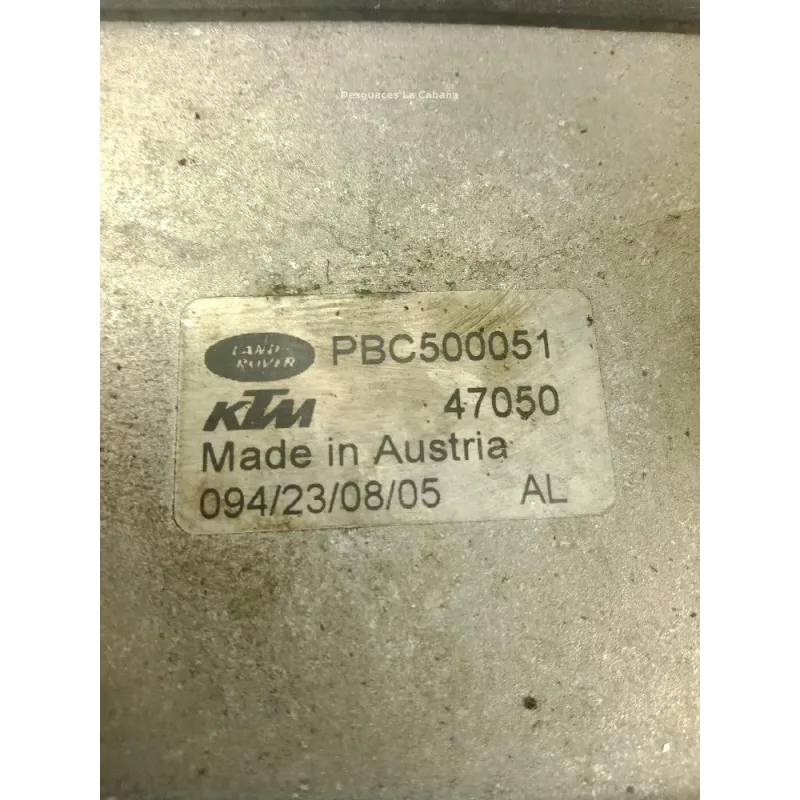 Desguaces La Cabaña
LAND-
ROVER
PBC500051
KTM
47050
Made in Austria
094/23/08/05
AL